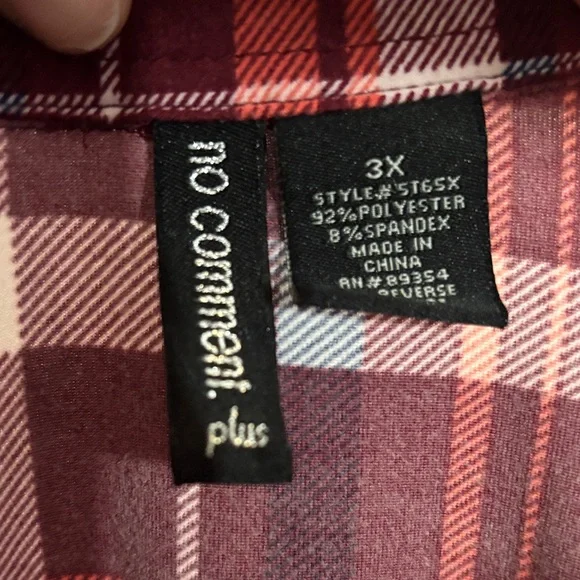 no comment.
plus
3X
STYLE# 5T65X
92%POLYESTER
8%SPANDEX
MADE IN
CHINA
RN# 89354
REVERSE